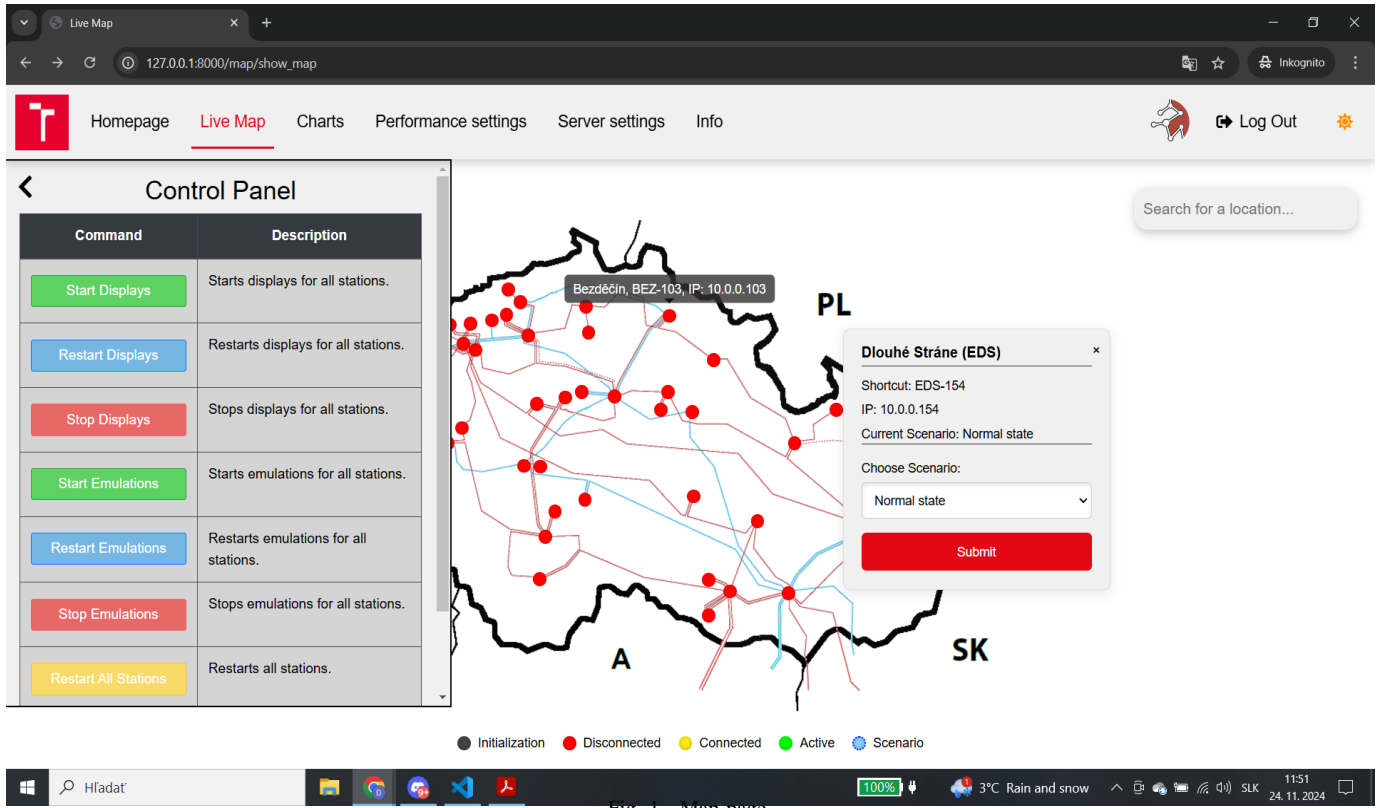 Live Map
127.0.0.1:8000/map/show_map
Inkognito
Homepage
Live Map
Charts
Performance settings
Server settings
Info
Log Out
Control Panel
Search for a location...
Command
Description
Start Displays
Starts displays for all stations.
Restart Displays
Restarts displays for all stations.
Stop Displays
Stops displays for all stations.
Start Emulations
Starts emulations for all stations.
Restart Emulations
Restarts emulations for all
stations.
Stop Emulations
Stops emulations for all stations.
Restart All Stations
Restarts all stations.
Bezděčín, BEZ-103, IP: 10.0.0.103
PL
Dlouhé Stráne (EDS)
×
Shortcut: EDS-154
IP: 10.0.0.154
Current Scenario: Normal state
Choose Scenario:
Normal state
Submit
A
SK
Initialization
Disconnected
Connected
Active
Scenario
Hľadať
100%
3°C Rain and snow
SLK
11:51
24. 11. 2024